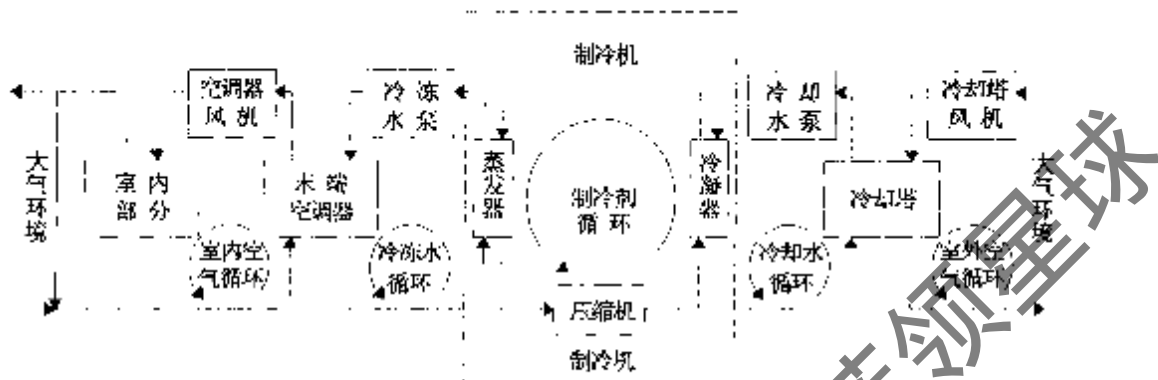 制冷机
空调器
风机
冷冻
水泵
冷却
水泵
冷却塔
风机
大气环境
室内
部分
末端
空调器
蒸发器
制冷剂
循环
冷凝器
冷却塔
大气环境
室内空
气循环
冷冻水
循环
冷却水
循环
室外空
气循环
压缩机
制冷机
领星球